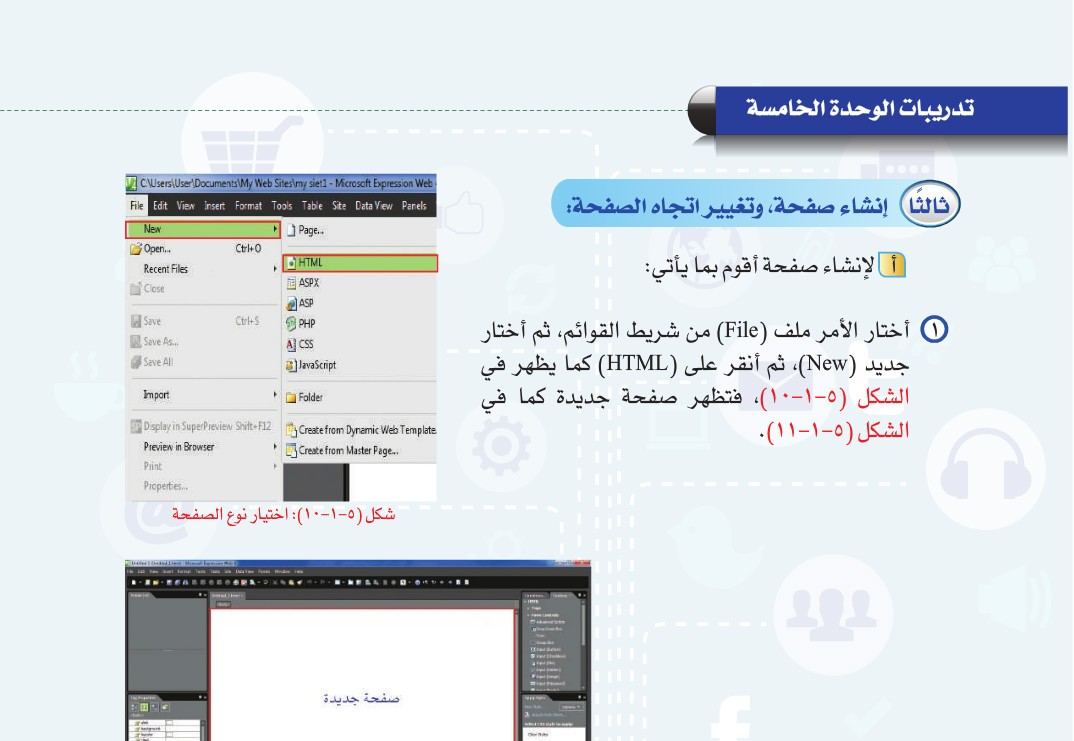 تدريبات الوحدة الخامسة
ثالثًا إنشاء صفحة، وتغيير اتجاه الصفحة:
أ لإنشاء صفحة أقوم بما يأتي:
١ أختار الأمر ملف (File) من شريط القوائم، ثم أختار
جديد (New)، ثم أنقر على (HTML) كما يظهر في
الشكل (٥-١-١٠)، فتظهر صفحة جديدة كما في
الشكل (٥-١-١١).
C:\Users\User\Documents\My Web Sites\my siet1 - Microsoft Expression Web
File Edit View Insert Format Tools Table Site Data View Panels
New
Open... Ctrl+O
Recent Files
Close
Save Ctrl+S
Save As...
Save All
Import
Display in SuperPreview Shift+F12
Preview in Browser
Print
Properties...
Page...
HTML
ASPX
ASP
PHP
CSS
JavaScript
Folder
Create from Dynamic Web Template
Create from Master Page...
شكل (٥-١-١٠): اختيار نوع الصفحة
صفحة جديدة